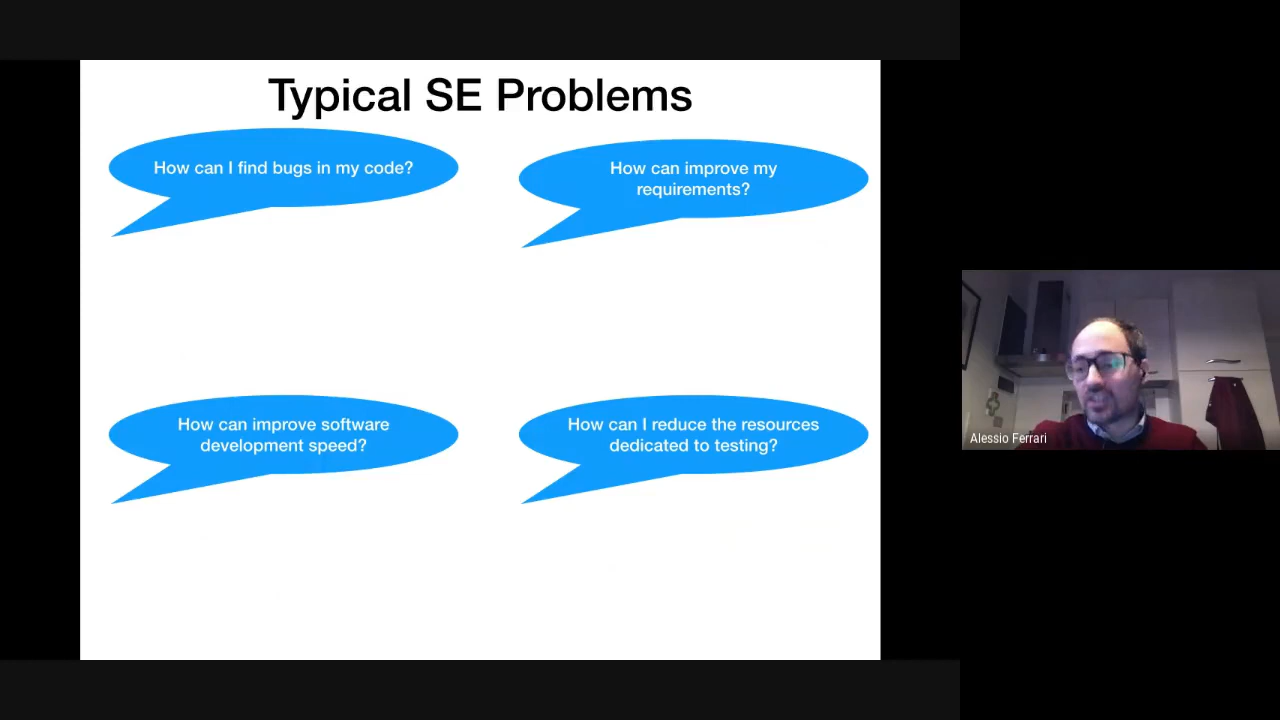 Typical SE Problems
How can I find bugs in my code?
How can improve my
requirements?
How can improve software
development speed?
How can I reduce the resources
dedicated to testing?
Alessio Ferrari